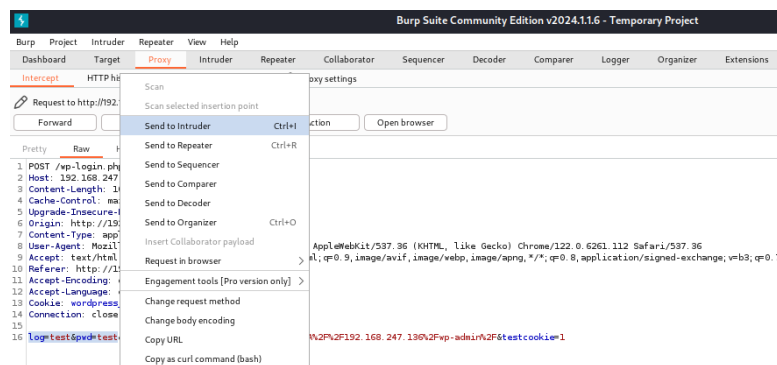 Burp Suite Community Edition v2024.1.1.6 - Temporary Project
Burp Project Intruder Repeater View Help
Dashboard Target Proxy Intruder Repeater Collaborator Sequencer Decoder Comparer Logger Organizer Extensions
Intercept HTTP hi oxy settings
Request to http://192.
Forward ction Open browser
Pretty Raw H
Scan
Scan selected insertion point
Send to Intruder Ctrl+I
Send to Repeater Ctrl+R
Send to Sequencer
Send to Comparer
Send to Decoder
Send to Organizer Ctrl+O
Insert Collaborator payload
Request in browser
Engagement tools [Pro version only]
Change request method
Change body encoding
Copy URL
Copy as curl command (bash)
1 POST /wp-login.php
2 Host: 192.168.247
3 Content-Length: 10
4 Cache-Control: ma
5 Upgrade-Insecure-
6 Origin: http://19
7 Content-Type: app
8 User-Agent: Mozil AppleWebKit/537.36 (KHTML, like Gecko) Chrome/122.0.6261.112 Safari/537.36
9 Accept: text/html ml;q=0.9,image/avif,image/webp,image/apng,*/*;q=0.8,application/signed-exchange;v=b3;q=0.
10 Referer: http://1
11 Accept-Encoding:
12 Accept-Language:
13 Cookie: wordpress
14 Connection: close
15
16 log=test&pwd=test %2F%2F192.168.247.136%2Fwp-admin%2F&testcookie=1